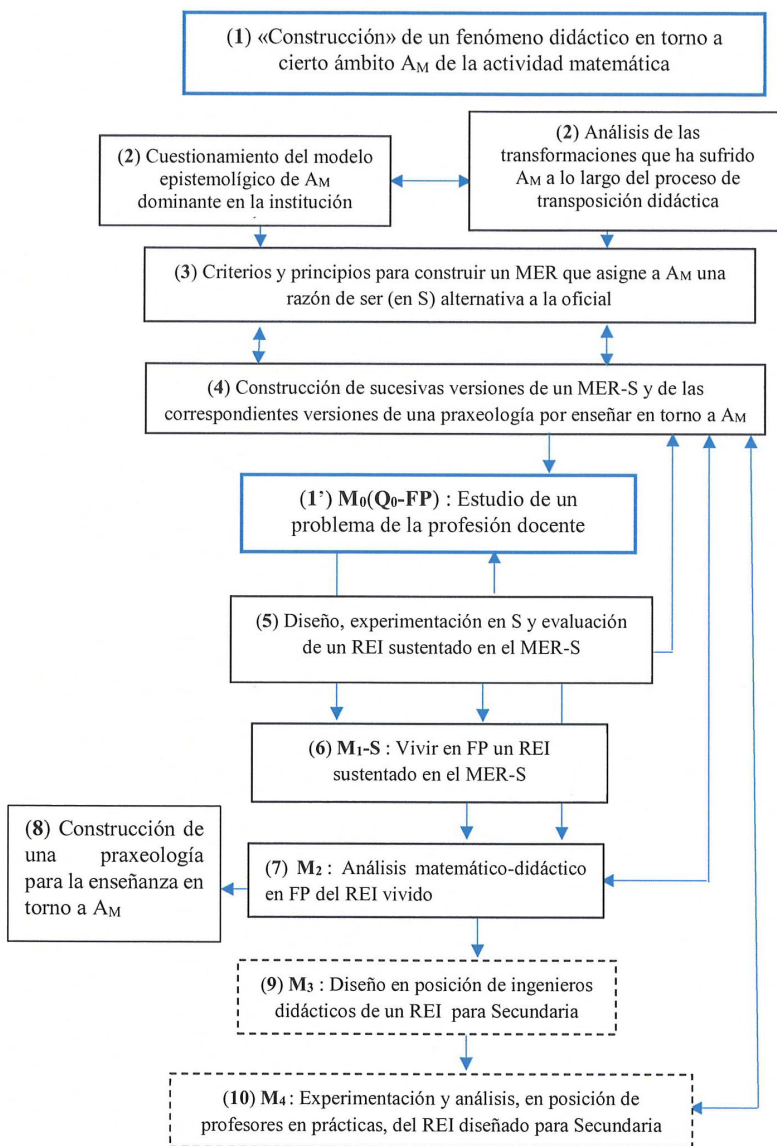 (1) «Construcción» de un fenómeno didáctico en torno a
cierto ámbito A_M de la actividad matemática
(2) Cuestionamiento del modelo
epistemolígico de A_M
dominante en la institución
(2) Análisis de las
transformaciones que ha sufrido
A_M a lo largo del proceso de
transposición didáctica
(3) Criterios y principios para construir un MER que asigne a A_M una
razón de ser (en S) alternativa a la oficial
(4) Construcción de sucesivas versiones de un MER-S y de las
correspondientes versiones de una praxeología por enseñar en torno a A_M
(1’) M₀(Q₀-FP) : Estudio de un
problema de la profesión docente
(5) Diseño, experimentación en S y evaluación
de un REI sustentado en el MER-S
(6) M₁-S : Vivir en FP un REI
sustentado en el MER-S
(8) Construcción de
una praxeología
para la enseñanza en
torno a A_M
(7) M₂ : Análisis matemático-didáctico
en FP del REI vivido
(9) M₃ : Diseño en posición de ingenieros
didácticos de un REI para Secundaria
(10) M₄ : Experimentación y análisis, en posición de
profesores en prácticas, del REI diseñado para Secundaria